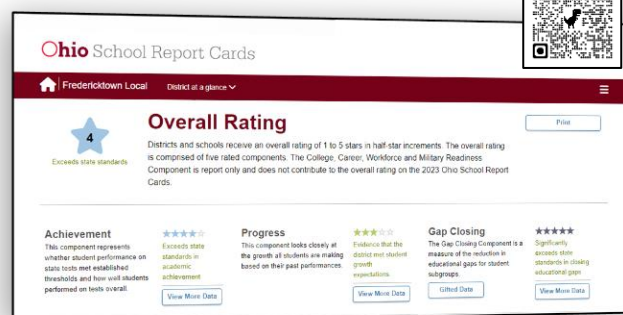 Ohio School Report Cards
Fredericktown Local District at a glance
Overall Rating
Print
4
Exceeds state standards
Districts and schools receive an overall rating of 1 to 5 stars in half-star increments. The overall rating
is comprised of five rated components. The College, Career, Workforce and Military Readiness
Component is report only and does not contribute to the overall rating on the 2023 Ohio School Report
Cards.
Achievement
This component represents
whether student performance on
state tests met established
thresholds and how well students
performed on tests overall.
★★★★☆
Exceeds state
standards in
academic
achievement
View More Data
Progress
This component looks closely at
the growth all students are making
based on their past performances.
★★★☆☆
Evidence that the
district met student
growth
expectations
View More Data
Gap Closing
The Gap Closing Component is a
measure of the reduction in
educational gaps for student
subgroups.
Gifted Data
★★★★★
Significantly
exceeds state
standards in closing
educational gaps
View More Data